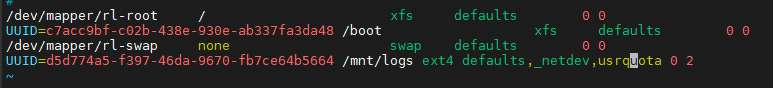 #
/dev/mapper/rl-root / xfs defaults 0 0
UUID=c7acc9bf-c02b-438e-930e-ab337fa3da48 /boot xfs defaults 0 0
/dev/mapper/rl-swap none swap defaults 0 0
UUID=d5d774a5-f397-46da-9670-fb7ce64b5664 /mnt/logs ext4 defaults,_netdev,usrquota 0 2
~